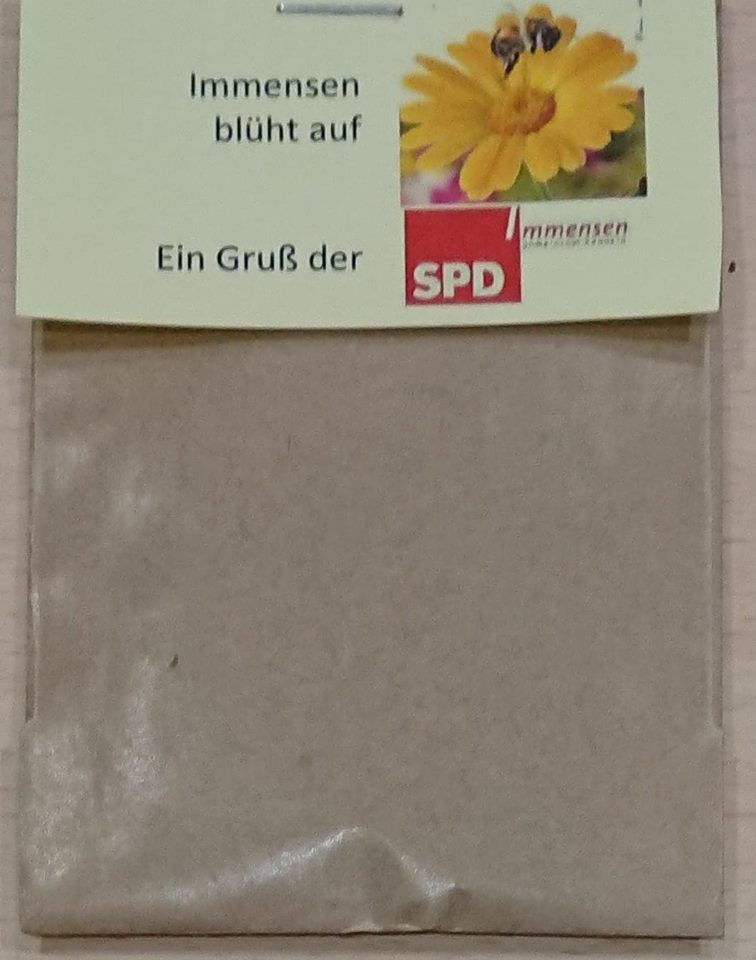 Immensen
blüht auf
Ein Gruß der
SPD
Immensen